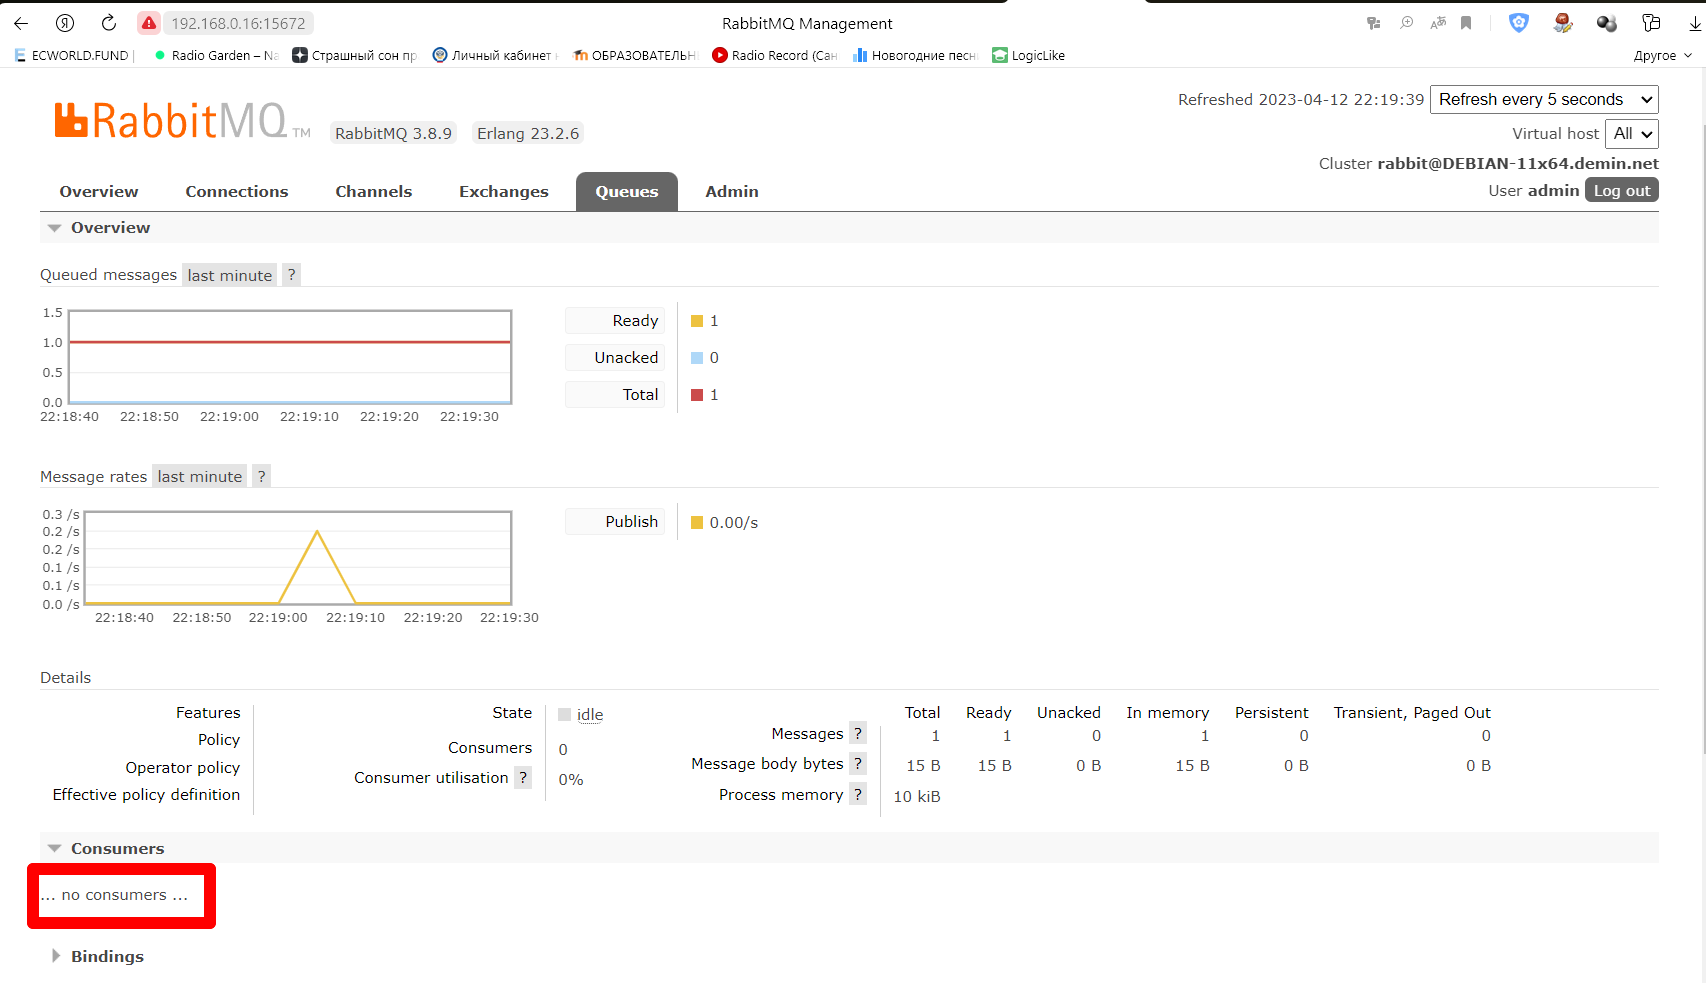 192.168.0.16:15672 RabbitMQ Management
ECWORLD.FUND Radio Garden – Na Страшный сон пр Личный кабинет ОБРАЗОВАТЕЛЬН Radio Record (Сан Новогодние песн LogicLike Другое
RabbitMQ TM RabbitMQ 3.8.9 Erlang 23.2.6
Refreshed 2023-04-12 22:19:39 Refresh every 5 seconds
Virtual host All
Cluster rabbit@DEBIAN-11x64.demin.net
User admin Log out
Overview Connections Channels Exchanges Queues Admin
Overview
Queued messages last minute ?
1.5
1.0
0.5
0.0
22:18:40 22:18:50 22:19:00 22:19:10 22:19:20 22:19:30
Ready 1
Unacked 0
Total 1
Message rates last minute ?
0.3 /s
0.2 /s
0.2 /s
0.1 /s
0.1 /s
0.0 /s
22:18:40 22:18:50 22:19:00 22:19:10 22:19:20 22:19:30
Publish 0.00/s
Details
Features
Policy
Operator policy
Effective policy definition
State idle
Consumers 0
Consumer utilisation ? 0%
Total Ready Unacked In memory Persistent Transient, Paged Out
Messages ? 1 1 0 1 0 0
Message body bytes ? 15 B 15 B 0 B 15 B 0 B 0 B
Process memory ? 10 kiB
Consumers
... no consumers ...
Bindings